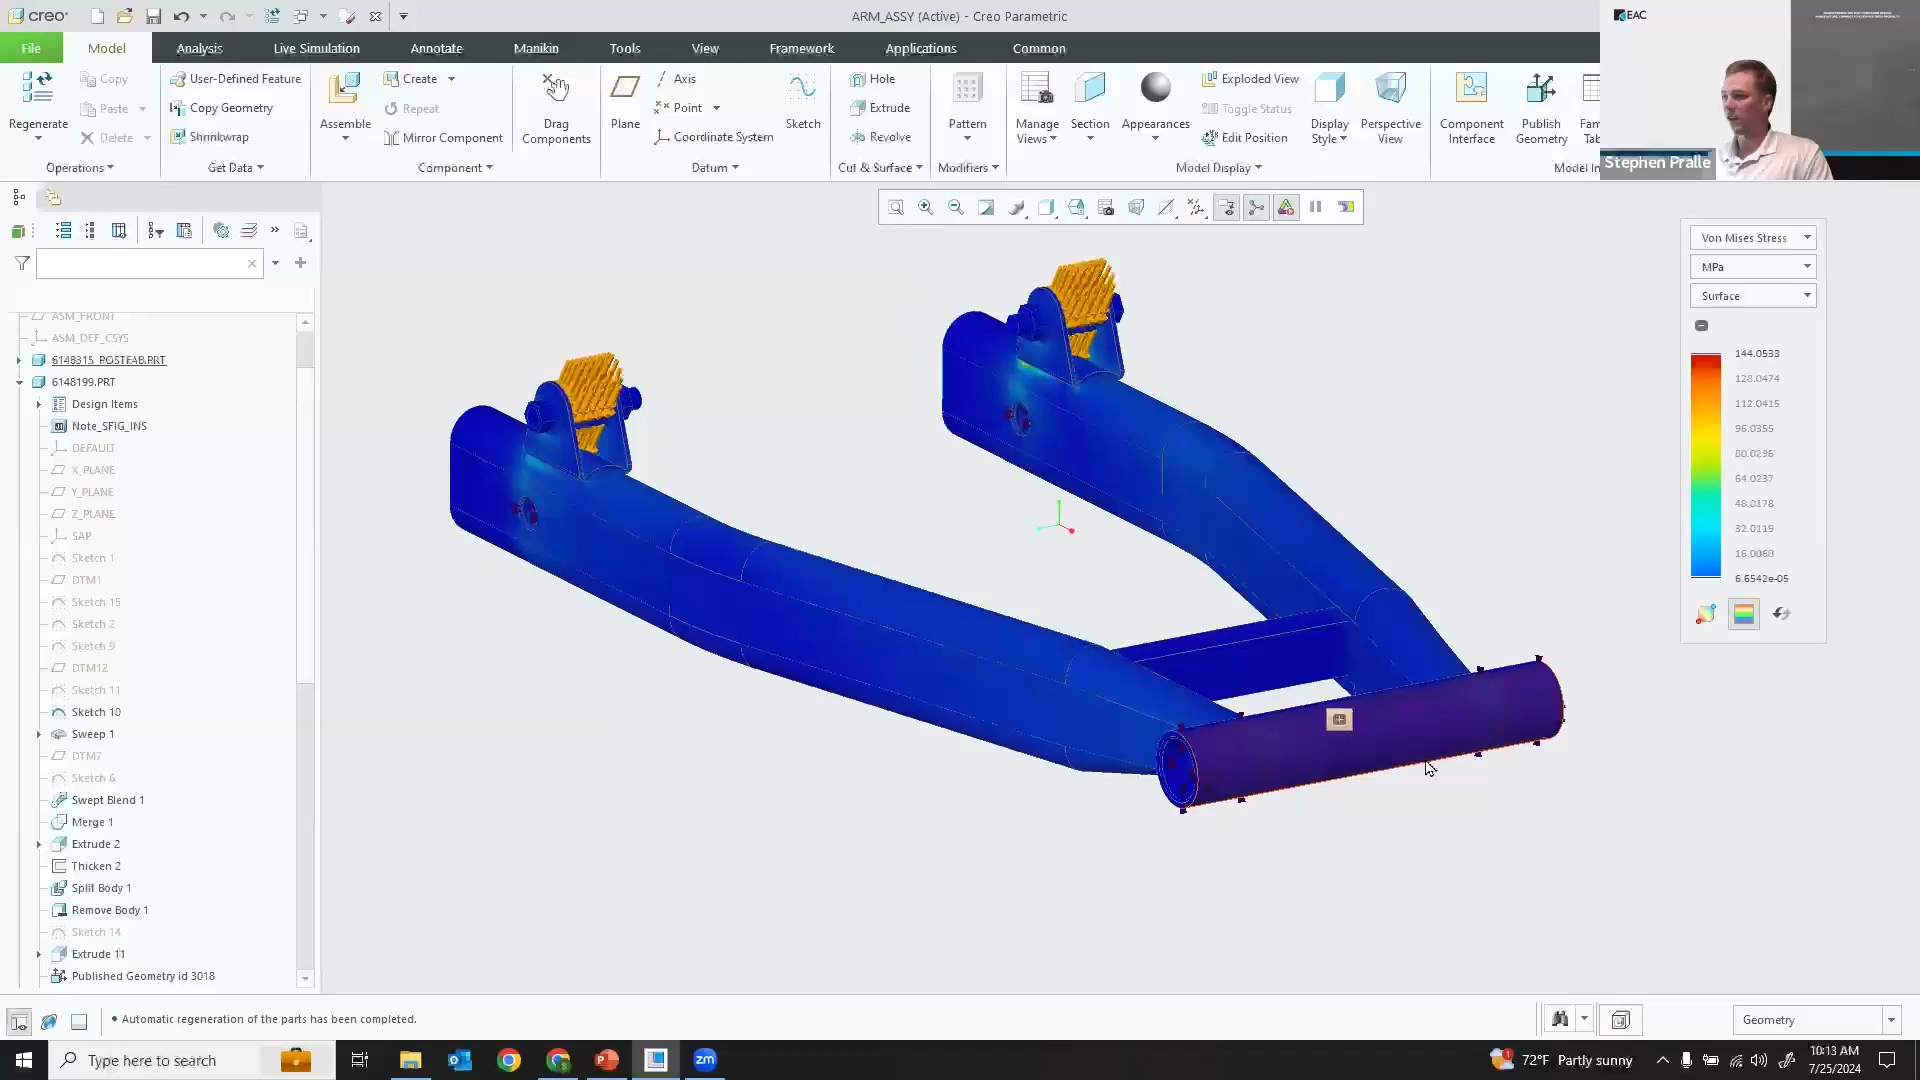 creo
ARM_ASSY (Active) - Creo Parametric
EAC
File
Model
Analysis
Live Simulation
Annotate
Manikin
Tools
View
Framework
Applications
Common
Regenerate
Copy
Paste
Delete
Operations
User-Defined Feature
Copy Geometry
Shrinkwrap
Get Data
Assemble
Create
Repeat
Mirror Component
Component
Drag
Components
Plane
Axis
Point
Coordinate System
Sketch
Datum
Hole
Extrude
Revolve
Cut & Surface
Pattern
Modifiers
Manage
Views
Section
Appearances
Exploded View
Toggle Status
Edit Position
Display
Style
Perspective
View
Model Display
Component
Interface
Publish
Geometry
Fam
Tab
Model In
Stephen Pralle
ASM_FRONT
ASM_DEF_CSYS
6148315_POSTFAB.PRT
6148199.PRT
Design Items
Note_SFIG_INS
DEFAULT
X_PLANE
Y_PLANE
Z_PLANE
SAP
Sketch 1
DTM1
Sketch 15
Sketch 2
Sketch 9
DTM12
Sketch 11
Sketch 10
Sweep 1
DTM7
Sketch 6
Swept Blend 1
Merge 1
Extrude 2
Thicken 2
Split Body 1
Remove Body 1
Sketch 14
Extrude 11
Published Geometry id 3018
Von Mises Stress
MPa
Surface
144.0533
128.0474
112.0415
96.0355
80.0296
64.0237
48.0178
32.0119
16.0060
6.6542e-05
• Automatic regeneration of the parts has been completed.
Geometry
Type here to search
zm
72°F Partly sunny
10:13 AM
7/25/2024